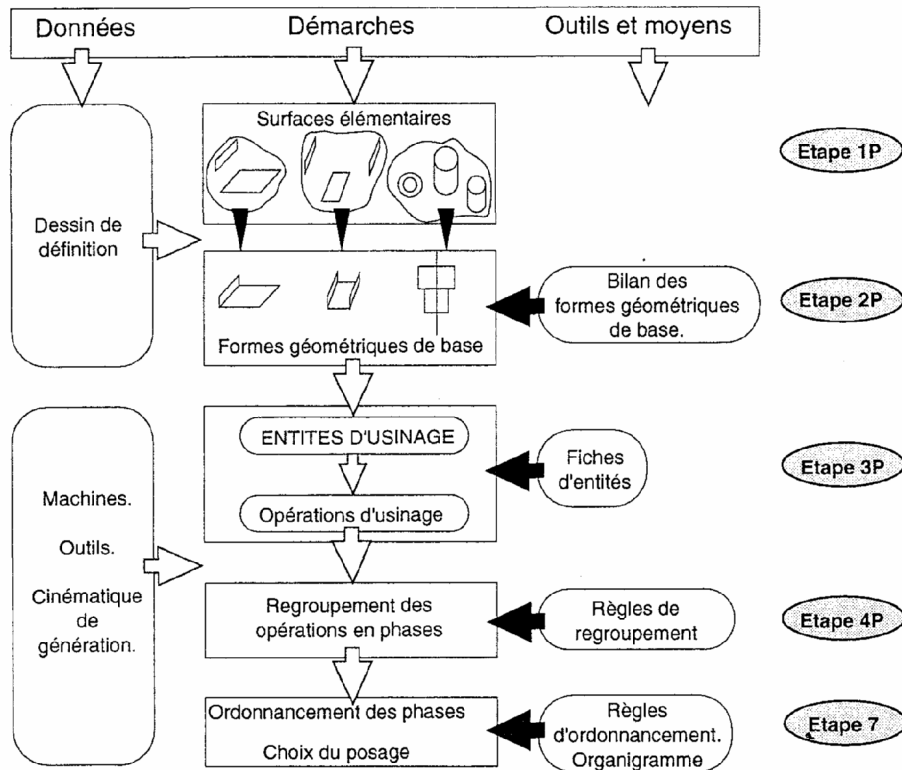 Données
Démarches
Outils et moyens
Surfaces élémentaires
Etape 1P
Dessin de
définition
Formes géométriques de base
Bilan des
formes géométriques
de base.
Etape 2P
Machines.
Outils.
Cinématique
de
génération.
ENTITES D'USINAGE
Opérations d'usinage
Fiches
d'entités
Etape 3P
Regroupement des
opérations en phases
Règles de
regroupement
Etape 4P
Ordonnancement des phases
Choix du posage
Règles
d'ordonnancement.
Organigramme
Etape 7